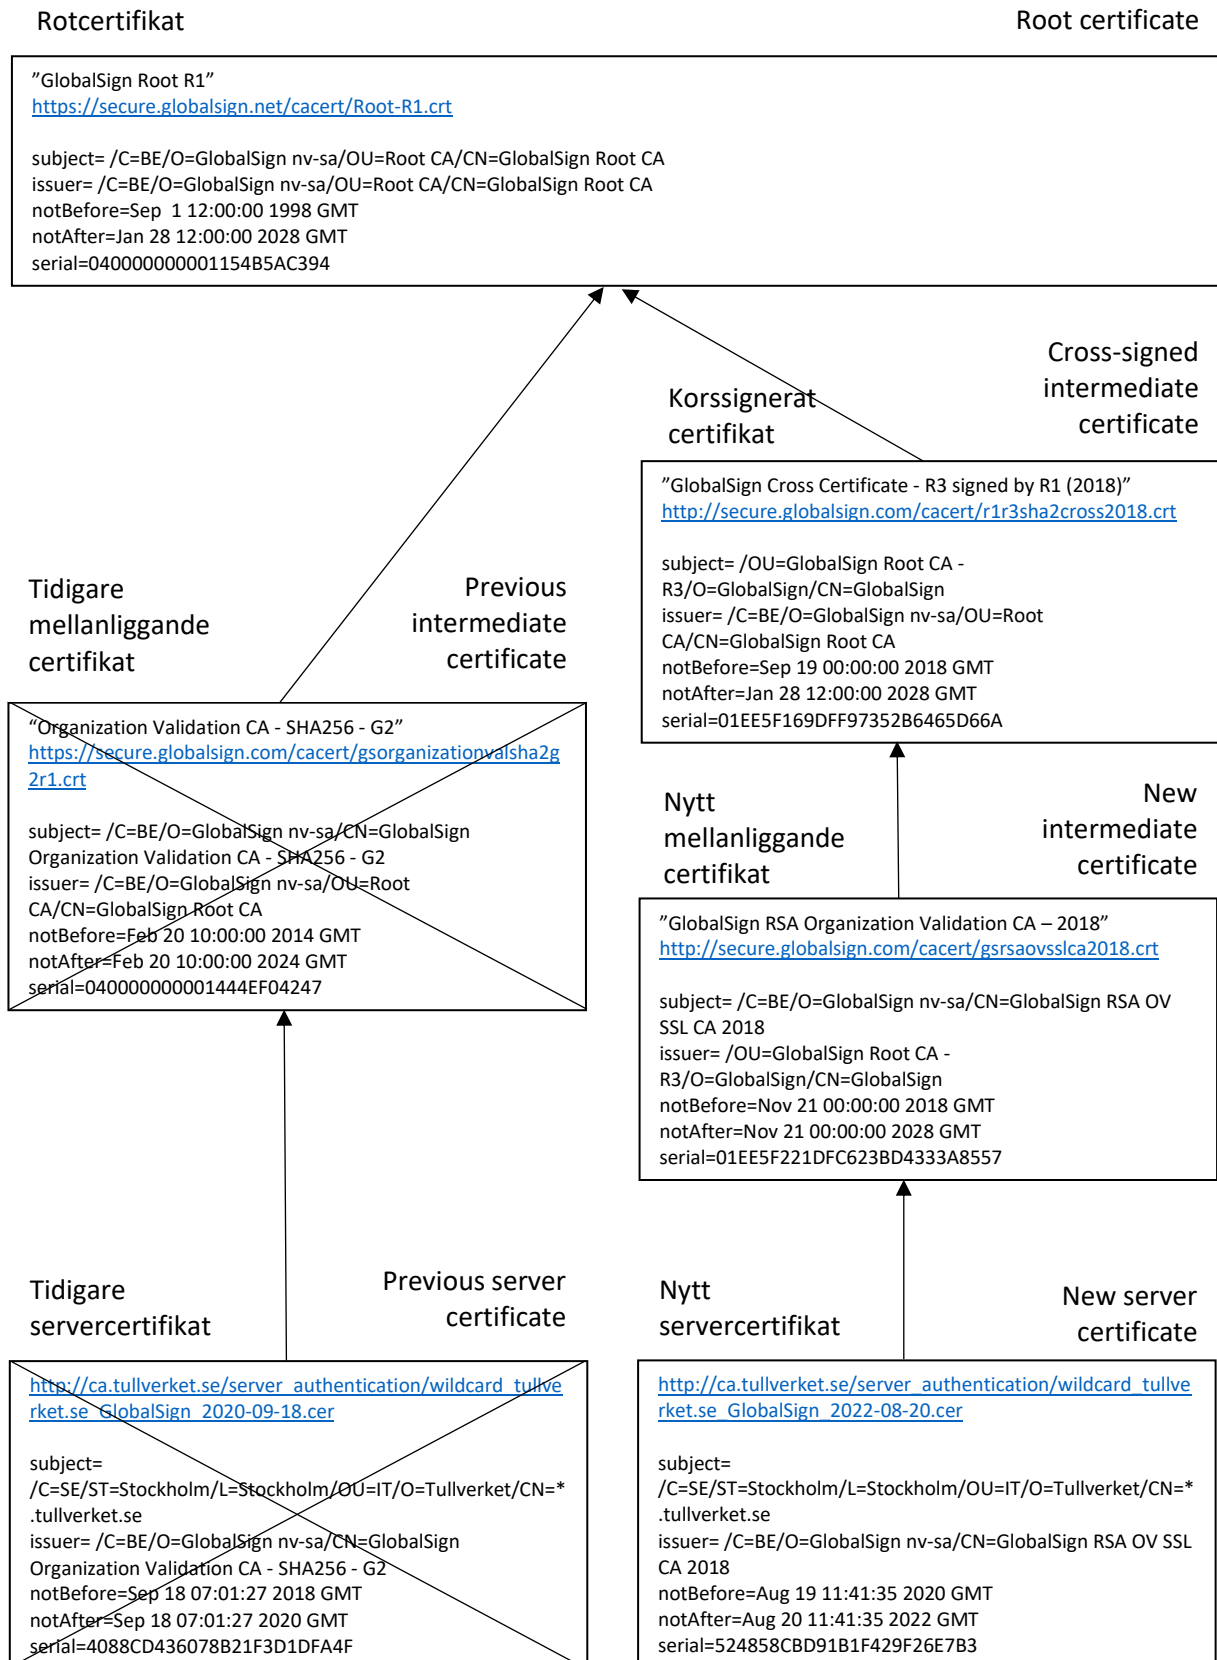 Rotcertifikat
Root certificate
”GlobalSign Root R1”
https://secure.globalsign.net/cacert/Root-R1.crt
subject= /C=BE/O=GlobalSign nv-sa/OU=Root CA/CN=GlobalSign Root CA
issuer= /C=BE/O=GlobalSign nv-sa/OU=Root CA/CN=GlobalSign Root CA
notBefore=Sep  1 12:00:00 1998 GMT
notAfter=Jan 28 12:00:00 2028 GMT
serial=040000000001154B5AC394
Korssignerat
certifikat
Cross-signed
intermediate
certificate
”GlobalSign Cross Certificate - R3 signed by R1 (2018)”
http://secure.globalsign.com/cacert/r1r3sha2cross2018.crt
subject= /OU=GlobalSign Root CA -
R3/O=GlobalSign/CN=GlobalSign
issuer= /C=BE/O=GlobalSign nv-sa/OU=Root
CA/CN=GlobalSign Root CA
notBefore=Sep 19 00:00:00 2018 GMT
notAfter=Jan 28 12:00:00 2028 GMT
serial=01EE5F169DFF97352B6465D66A
Tidigare
mellanliggande
certifikat
Previous
intermediate
certificate
“Organization Validation CA - SHA256 - G2”
https://secure.globalsign.com/cacert/gsorganizationvalsha2g
2r1.crt
subject= /C=BE/O=GlobalSign nv-sa/CN=GlobalSign
Organization Validation CA - SHA256 - G2
issuer= /C=BE/O=GlobalSign nv-sa/OU=Root
CA/CN=GlobalSign Root CA
notBefore=Feb 20 10:00:00 2014 GMT
notAfter=Feb 20 10:00:00 2024 GMT
serial=040000000001444EF04247
Nytt
mellanliggande
certifikat
New
intermediate
certificate
”GlobalSign RSA Organization Validation CA – 2018”
http://secure.globalsign.com/cacert/gsrsaovsslca2018.crt
subject= /C=BE/O=GlobalSign nv-sa/CN=GlobalSign RSA OV
SSL CA 2018
issuer= /OU=GlobalSign Root CA -
R3/O=GlobalSign/CN=GlobalSign
notBefore=Nov 21 00:00:00 2018 GMT
notAfter=Nov 21 00:00:00 2028 GMT
serial=01EE5F221DFC623BD4333A8557
Tidigare
servercertifikat
Previous server
certificate
http://ca.tullverket.se/server_authentication/wildcard_tullve
rket.se_GlobalSign_2020-09-18.cer
subject=
/C=SE/ST=Stockholm/L=Stockholm/OU=IT/O=Tullverket/CN=*
.tullverket.se
issuer= /C=BE/O=GlobalSign nv-sa/CN=GlobalSign
Organization Validation CA - SHA256 - G2
notBefore=Sep 18 07:01:27 2018 GMT
notAfter=Sep 18 07:01:27 2020 GMT
serial=4088CD436078B21F3D1DFA4F
Nytt
servercertifikat
New server
certificate
http://ca.tullverket.se/server_authentication/wildcard_tullve
rket.se_GlobalSign_2022-08-20.cer
subject=
/C=SE/ST=Stockholm/L=Stockholm/OU=IT/O=Tullverket/CN=*
.tullverket.se
issuer= /C=BE/O=GlobalSign nv-sa/CN=GlobalSign RSA OV SSL
CA 2018
notBefore=Aug 19 11:41:35 2020 GMT
notAfter=Aug 20 11:41:35 2022 GMT
serial=524858CBD91B1F429F26E7B3